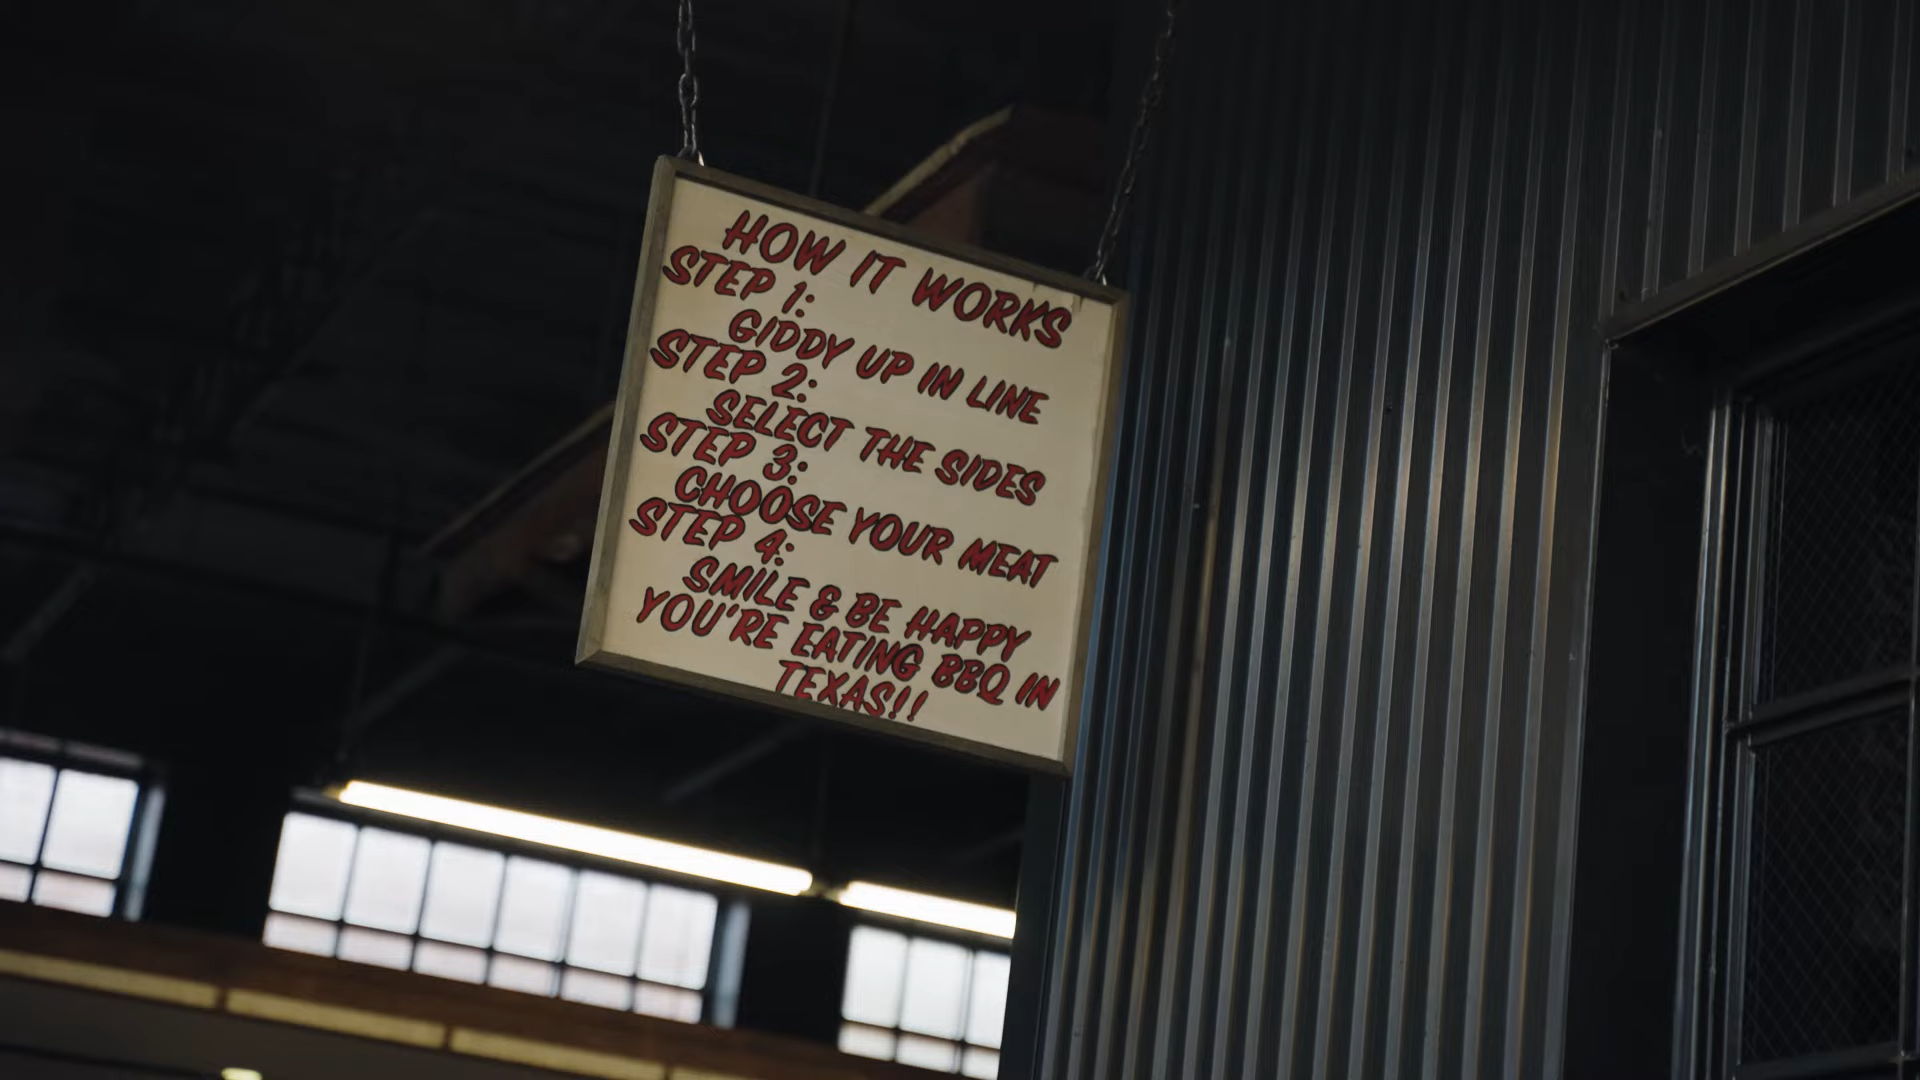 HOW IT WORKS
STEP 1:
GIDDY UP IN LINE
STEP 2:
SELECT THE SIDES
STEP 3:
CHOOSE YOUR MEAT
STEP 4:
SMILE & BE HAPPY
YOU'RE EATING BBQ IN
TEXAS!!